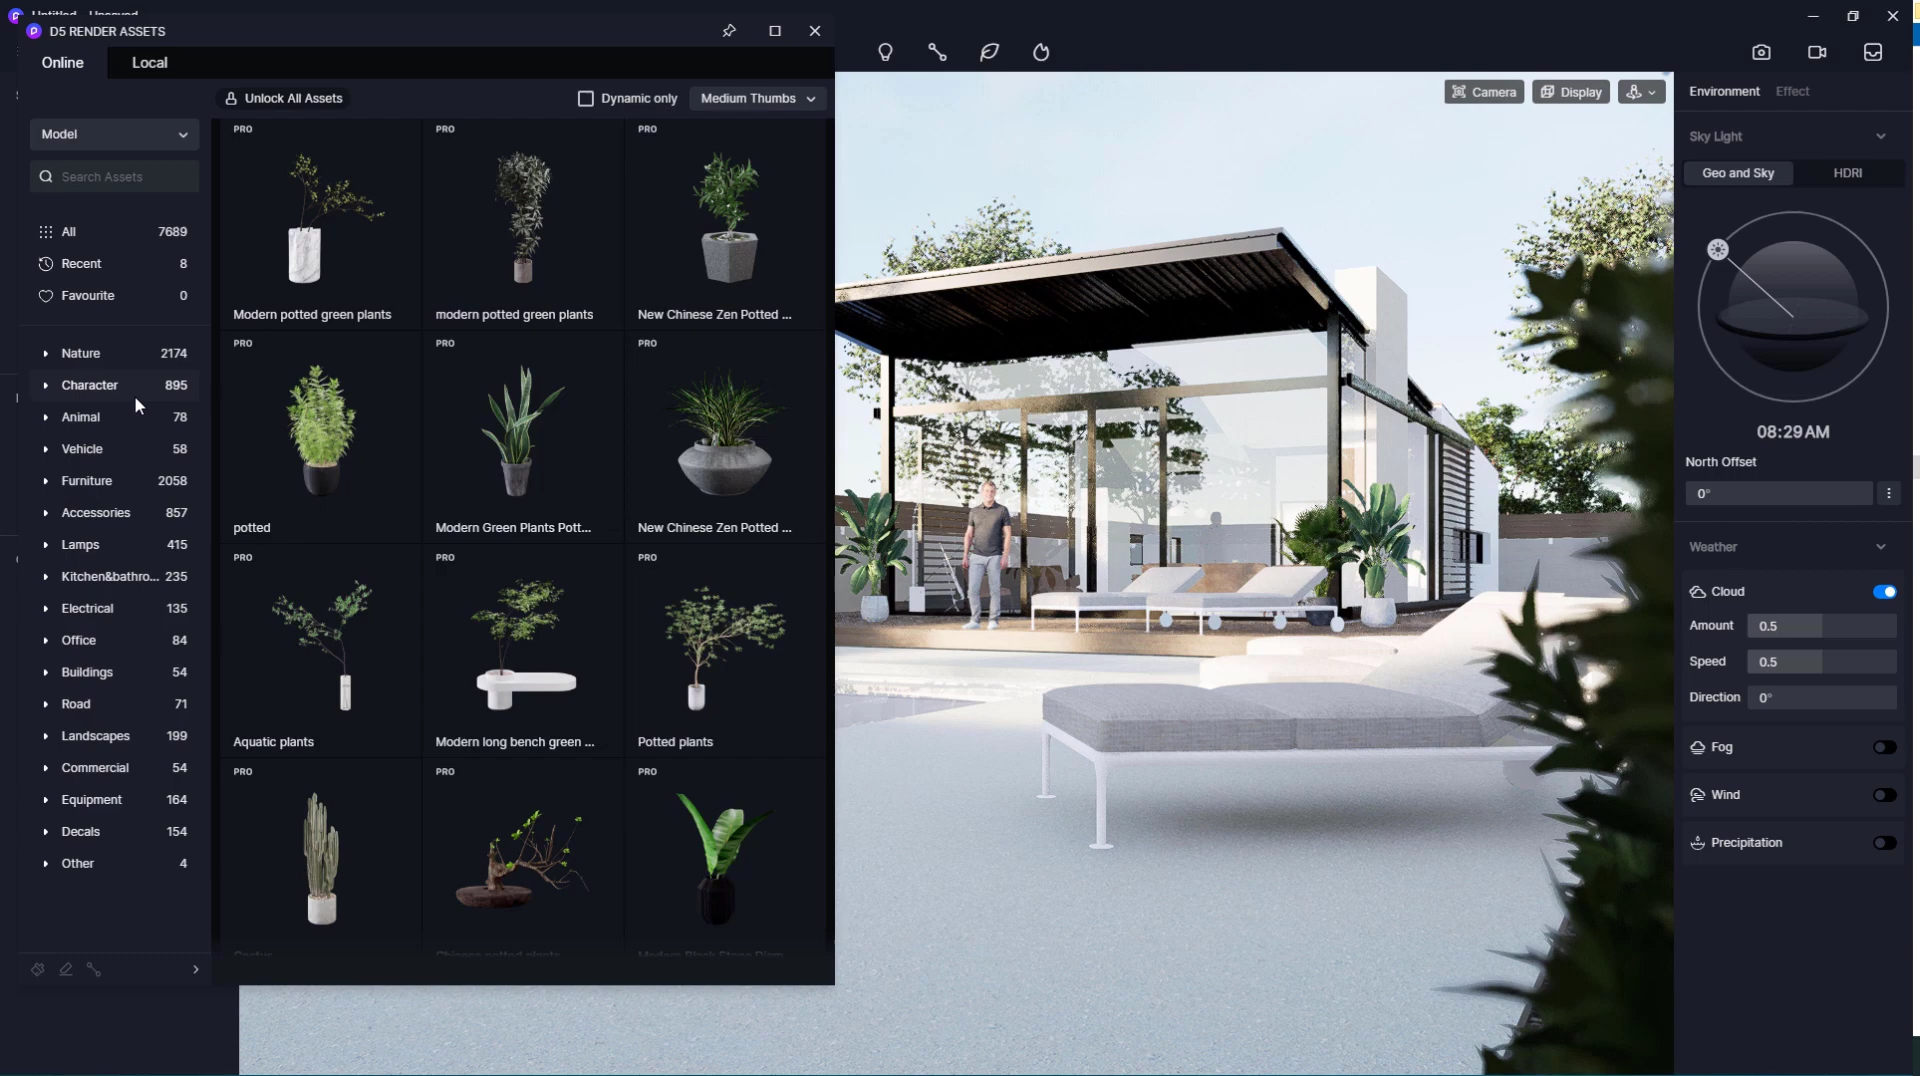 D5 RENDER ASSETS
Online
Local
Unlock All Assets
Dynamic only
Medium Thumbs
Model
Search Assets
All 7689
Recent 8
Favourite 0
Nature 2174
Character 895
Animal 78
Vehicle 58
Furniture 2058
Accessories 857
Lamps 415
Kitchen&bathro... 235
Electrical 135
Office 84
Buildings 54
Road 71
Landscapes 199
Commercial 54
Equipment 164
Decals 154
Other 4
PRO PRO PRO
Modern potted green plants
modern potted green plants
New Chinese Zen Potted ...
PRO PRO PRO
potted
Modern Green Plants Pott...
New Chinese Zen Potted ...
PRO PRO PRO
Aquatic plants
Modern long bench green ...
Potted plants
PRO PRO PRO
Camera
Display
Environment
Effect
Sky Light
Geo and Sky
HDRI
08:29 AM
North Offset
0°
Weather
Cloud
Amount 0.5
Speed 0.5
Direction 0°
Fog
Wind
Precipitation